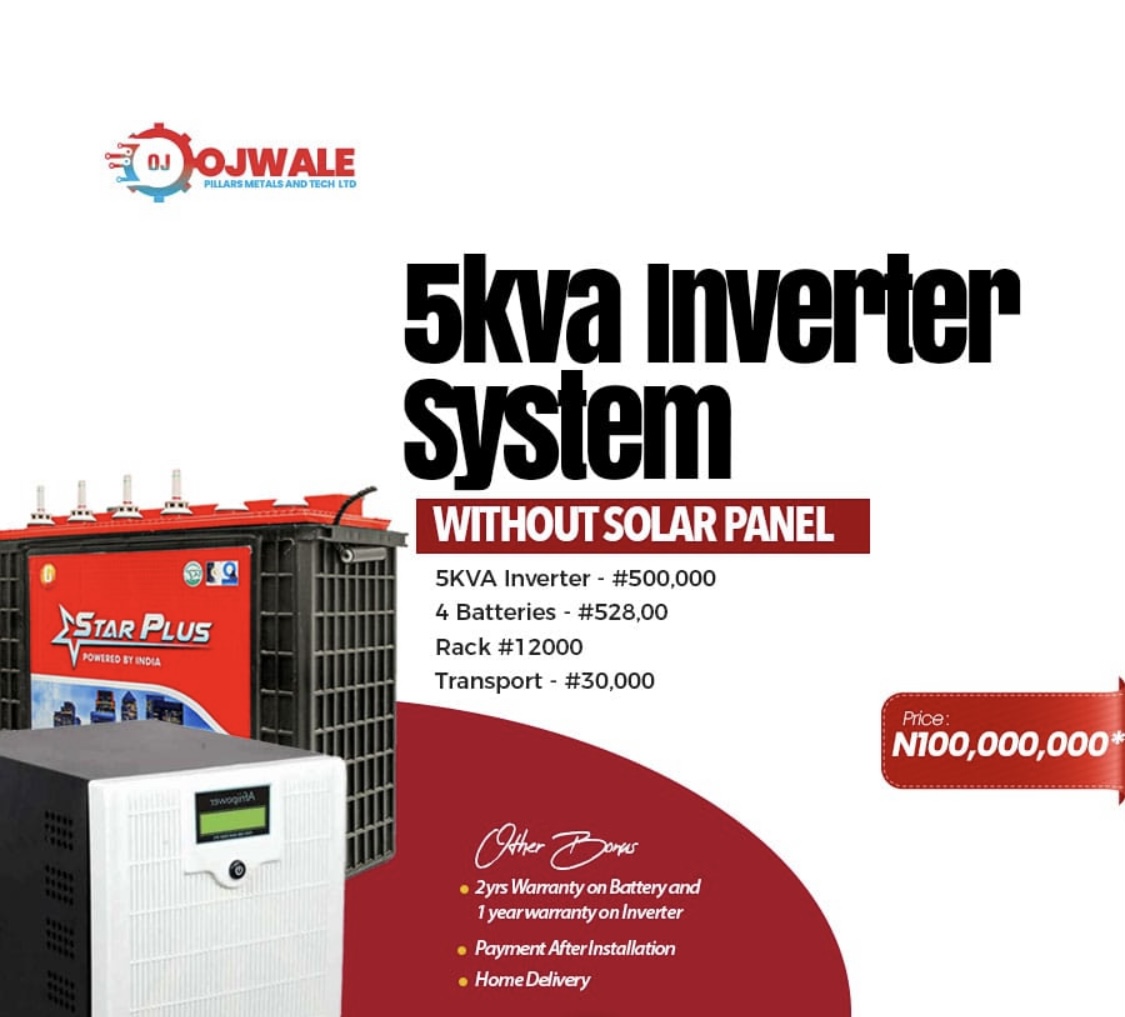 OJ OJWALE
PILLARS METALS AND TECH LTD
5kva Inverter
System
WITHOUT SOLAR PANEL
5KVA Inverter - #500,000
4 Batteries - #528,00
Rack #12000
Transport - #30,000
STAR PLUS
POWERED BY INDIA
Price:
N100,000,000*
Afripower
Other Bonus
2yrs Warranty on Battery and
1 year warranty on Inverter
Payment After Installation
Home Delivery